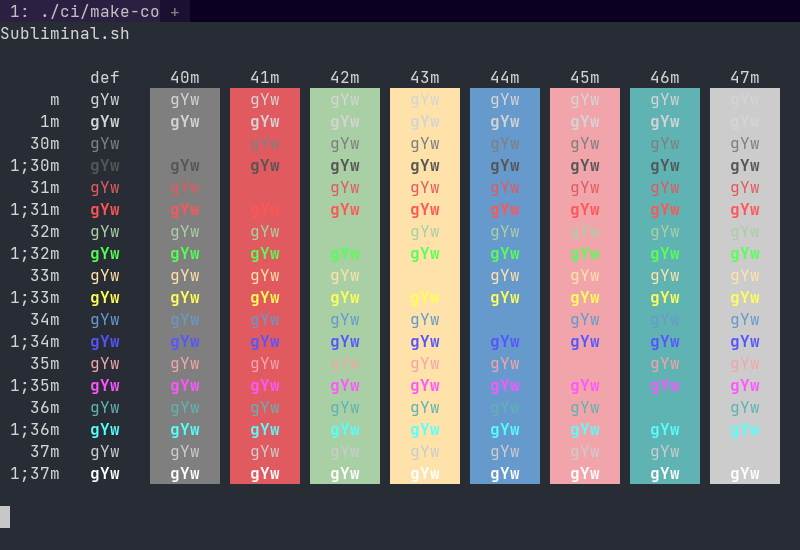 1: ./ci/make-co +
Subliminal.sh
def 40m 41m 42m 43m 44m 45m 46m 47m
m gYw gYw gYw gYw gYw gYw gYw gYw gYw
1m gYw gYw gYw gYw gYw gYw gYw gYw gYw
30m gYw gYw gYw gYw gYw gYw gYw gYw
1;30m gYw gYw gYw gYw gYw gYw gYw gYw gYw
31m gYw gYw gYw gYw gYw gYw gYw gYw
1;31m gYw gYw gYw gYw gYw gYw gYw gYw gYw
32m gYw gYw gYw gYw gYw gYw gYw gYw
1;32m gYw gYw gYw gYw gYw gYw gYw gYw gYw
33m gYw gYw gYw gYw gYw gYw gYw gYw
1;33m gYw gYw gYw gYw gYw gYw gYw gYw gYw
34m gYw gYw gYw gYw gYw gYw gYw gYw
1;34m gYw gYw gYw gYw gYw gYw gYw gYw gYw
35m gYw gYw gYw gYw gYw gYw gYw gYw
1;35m gYw gYw gYw gYw gYw gYw gYw gYw gYw
36m gYw gYw gYw gYw gYw gYw gYw gYw
1;36m gYw gYw gYw gYw gYw gYw gYw gYw gYw
37m gYw gYw gYw gYw gYw gYw gYw gYw
1;37m gYw gYw gYw gYw gYw gYw gYw gYw gYw